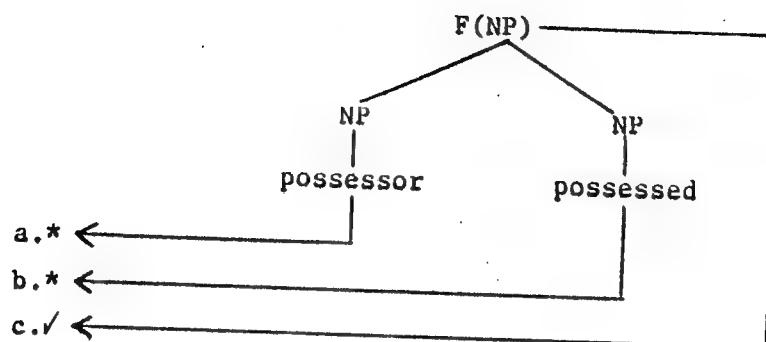 F(NP)
NP NP
possessor possessed
a.*
b.*
c.✓